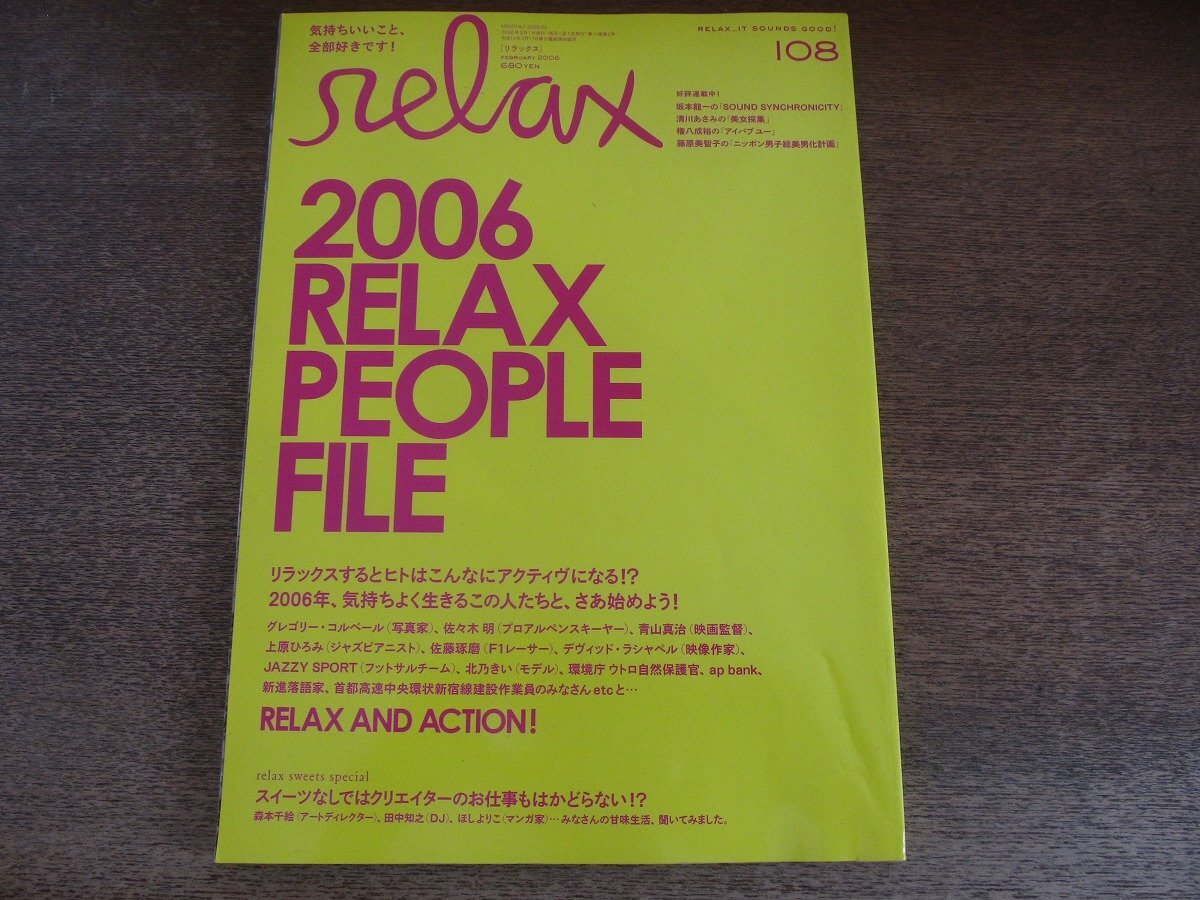 気持ちいいこと、
全部好きです!
relax
[リラックス]
FEBRUARY 2006
680 YEN
RELAX...IT SOUNDS GOOD!
108
好評連載中!
坂本龍一の「SOUND SYNCHRONICITY」
清川あさみの「美女採集」
権八成裕の「アイバブユー」
藤原美智子の「ニッポン男子総美男化計画」
2006
RELAX
PEOPLE
FILE
リラックスするとヒトはこんなにアクティヴになる!?
2006年、気持ちよく生きるこの人たちと、さあ始めよう!
グレゴリー・コルベール(写真家)、佐々木 明(プロアルペンスキーヤー)、青山真治(映画監督)、
上原ひろみ(ジャズピアニスト)、佐藤琢磨(F1レーサー)、デヴィッド・ラシャペル(映像作家)、
JAZZY SPORT(フットサルチーム)、北乃きい(モデル)、環境庁 ウトロ自然保護官、ap bank、
新進落語家、首都高速中央環状新宿線建設作業員のみなさん etcと…
RELAX AND ACTION!
relax sweets special
スイーツなしではクリエイターのお仕事もはかどらない!?
森本千絵(アートディレクター)、田中知之(DJ)、ほしよりこ(マンガ家)…みなさんの甘味生活、聞いてみました。